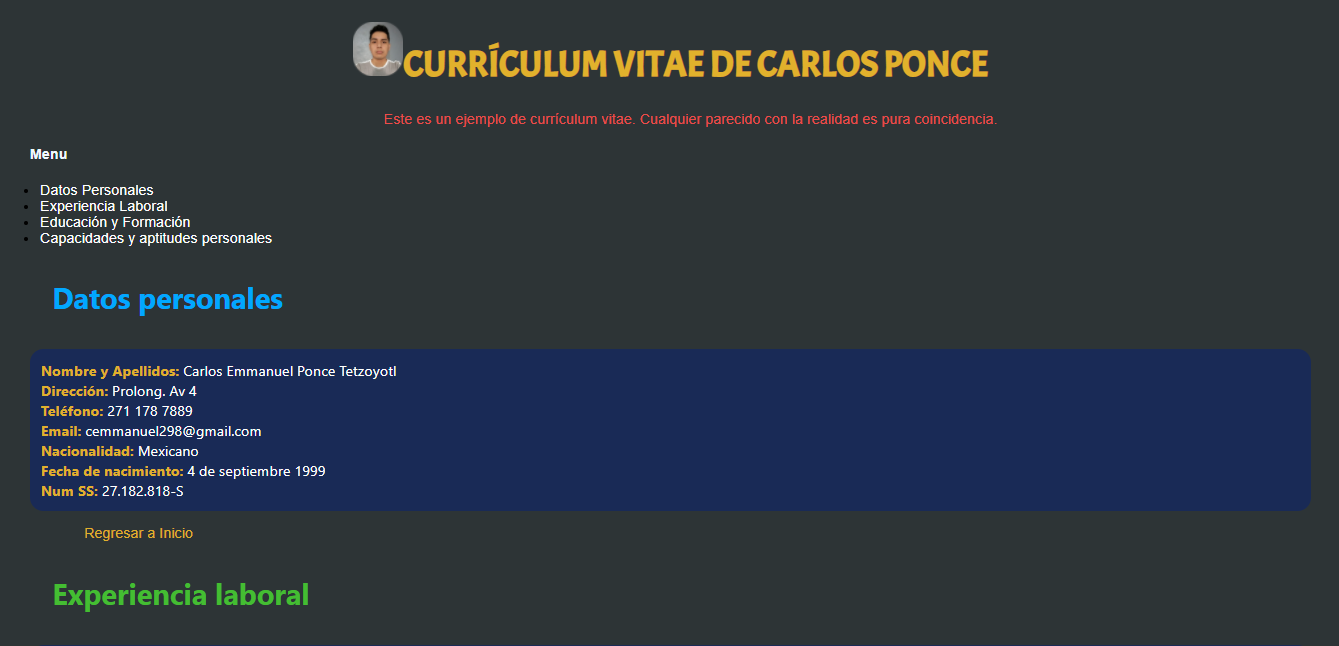 CURRÍCULUM VITAE DE CARLOS PONCE
Este es un ejemplo de currículum vitae. Cualquier parecido con la realidad es pura coincidencia.
Menu
Datos Personales
Experiencia Laboral
Educación y Formación
Capacidades y aptitudes personales
Datos personales
Nombre y Apellidos: Carlos Emmanuel Ponce Tetzoyotl
Dirección: Prolong. Av 4
Teléfono: 271 178 7889
Email: cemmanuel298@gmail.com
Nacionalidad: Mexicano
Fecha de nacimiento: 4 de septiembre 1999
Num SS: 27.182.818-S
Regresar a Inicio
Experiencia laboral